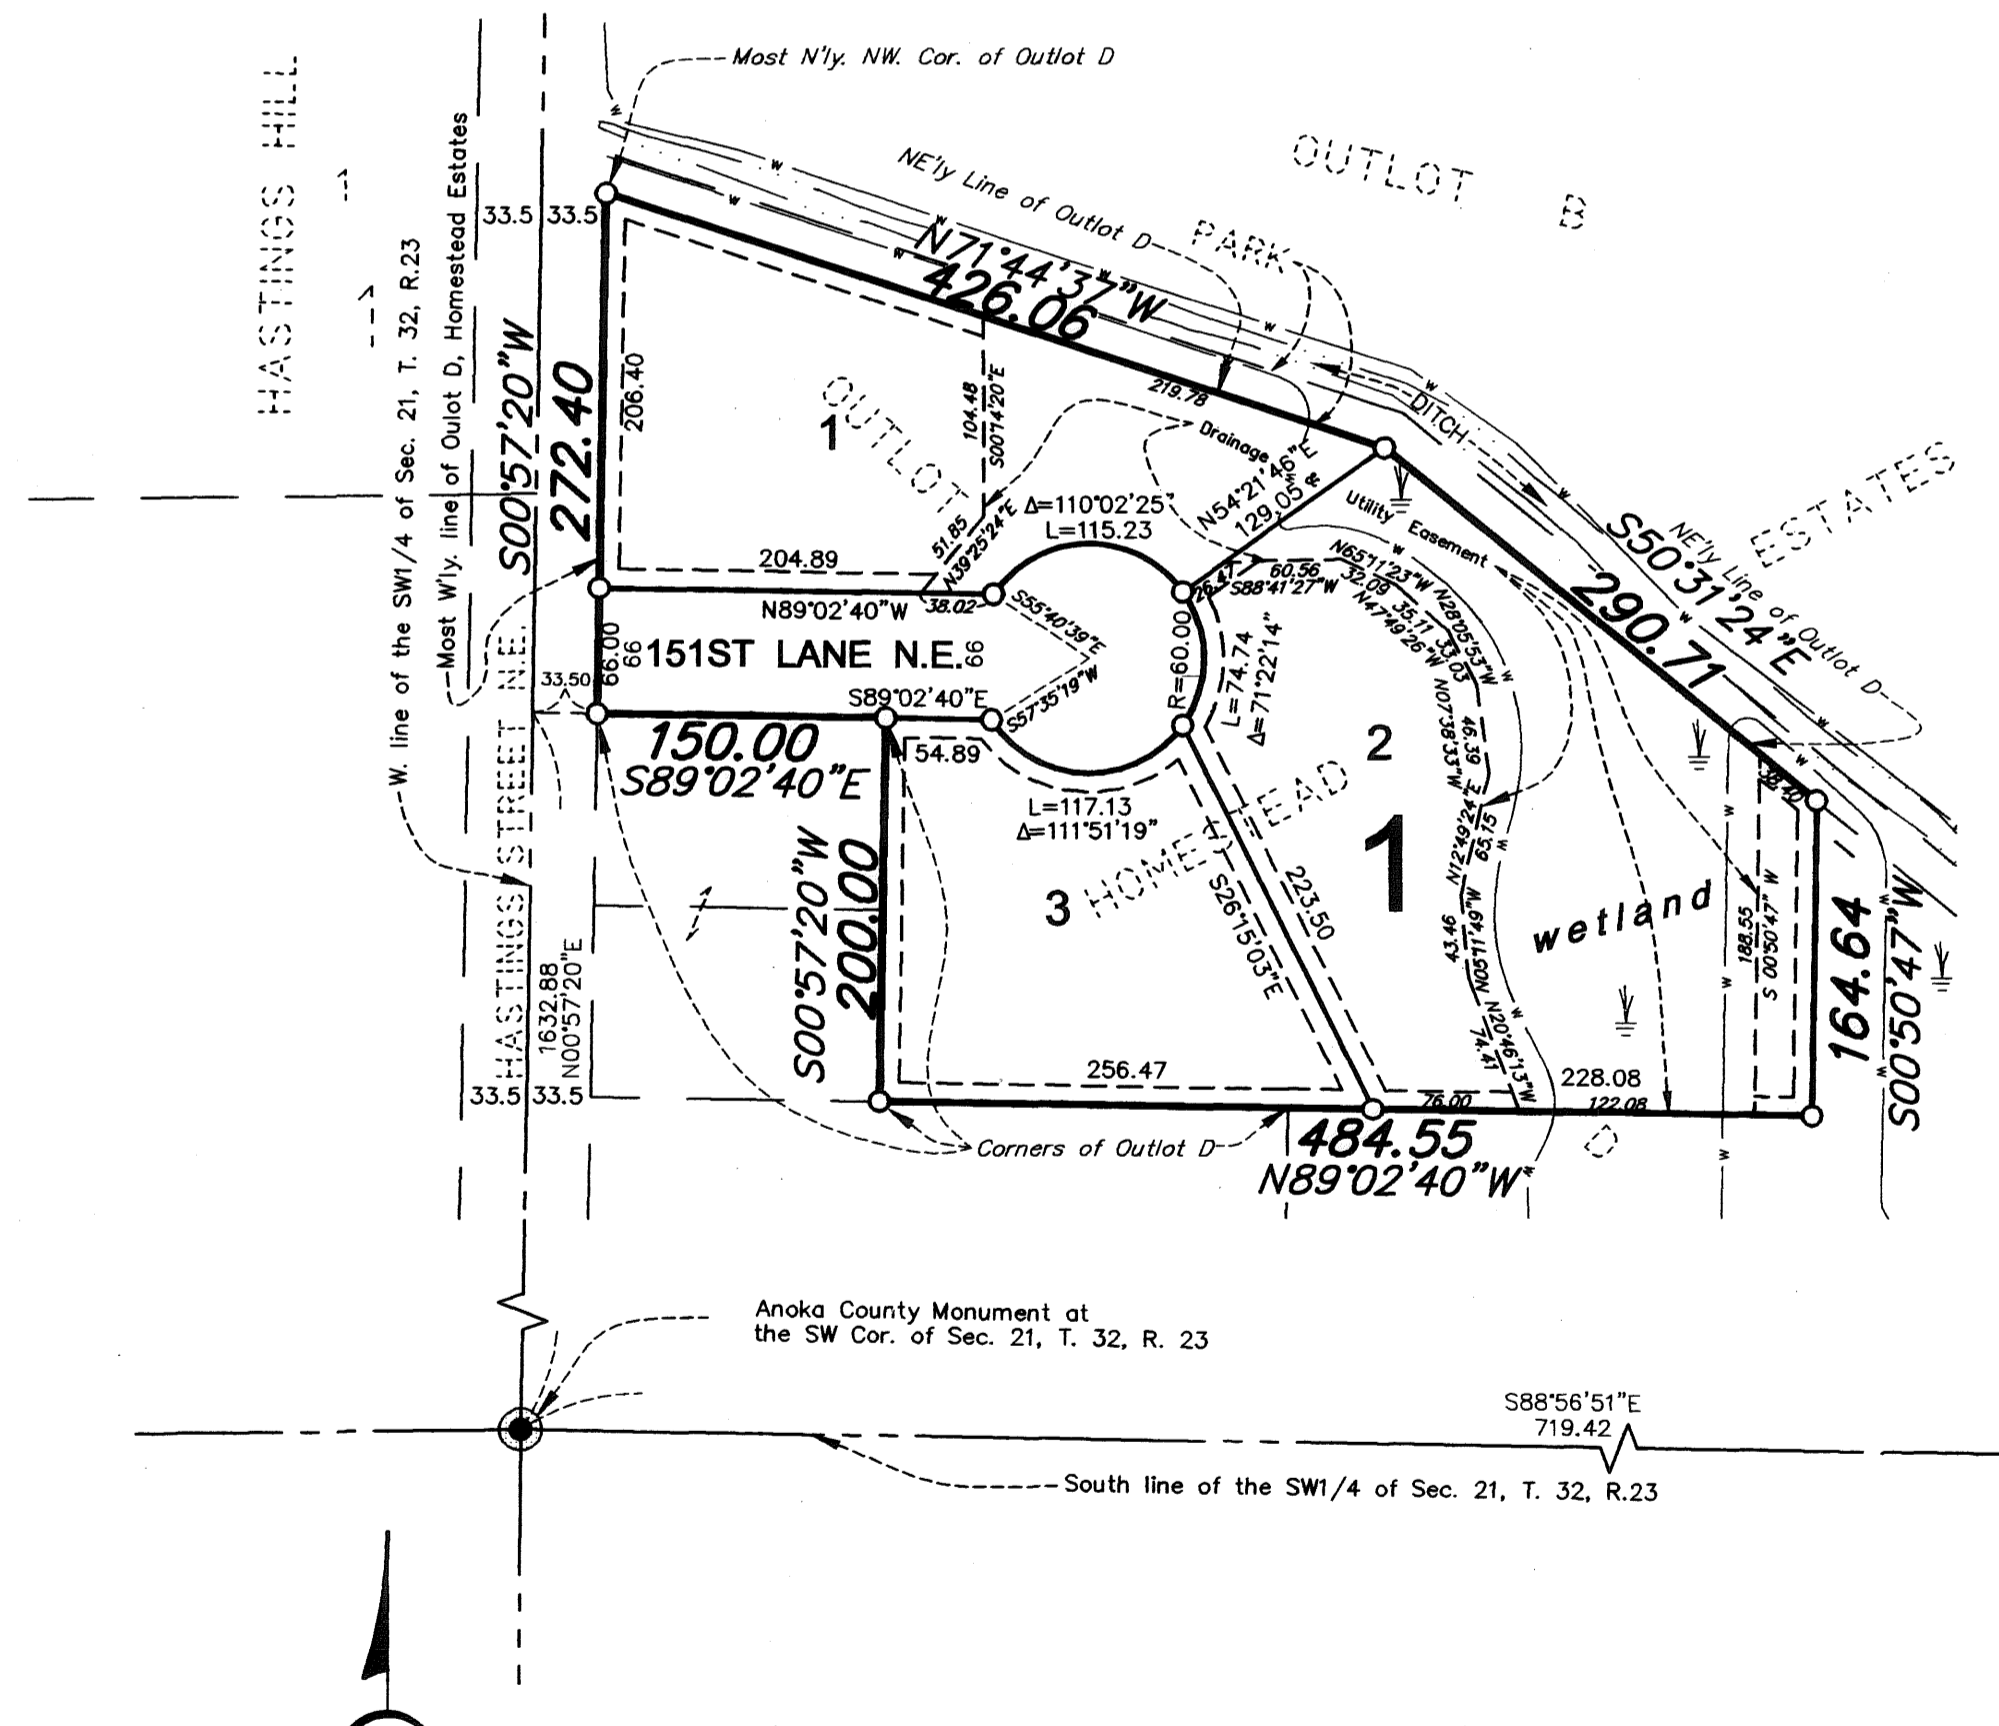 Most N'ly. NW. Cor. of Outlot D
HASTINGS HILL
OUTLOT B
PARK
ESTATES
NE'ly Line of Outlot D
N71°44'37"W
426.06
33.5
33.5
W. line of the SW1/4 of Sec. 21, T. 32, R.23
Most W'ly. line of Oulot D, Homestead Estates
S00°57'20"W
272.40
206.40
1
OUTLOT
104.48
S00°14'20"E
219.78
DITCH
Drainage &
Utility Easement
N54°21'46"E
129.05
51.85
N39°25'24"E
Δ=110°02'25"
L=115.23
204.89
N89°02'40"W
38.02
26.47
60.56
S88°41'27"W
N65°11'23"W
32.09
N47°49'26"W
35.11
N28°05'53"W
33.03
N07°38'33"W
46.39
N12°49'24"E
65.15
N05°11'49"W
43.46
N20°46'13"W
74.41
S50°31'24"E
290.71
NE'ly Line of Outlot D
66.00
66
151ST LANE N.E.
66
S55°40'39"E
S57°35'19"W
R=60.00
L=74.74
Δ=71°22'14"
33.50
S89°02'40"E
150.00
S89°02'40"E
54.89
L=117.13
Δ=111°51'19"
2
1
HOMESTEAD
3
S26°15'03"E
223.50
wetland
188.55
S 00°50'47" W
164.64
S00°50'47"W
S00°57'20"W
200.00
HASTINGS STREET N.E.
1632.88
N00°57'20"E
33.5
33.5
256.47
228.08
76.00
122.08
D
Corners of Outlot D
484.55
N89°02'40"W
Anoka County Monument at
the SW Cor. of Sec. 21, T. 32, R. 23
S88°56'51"E
719.42
South line of the SW1/4 of Sec. 21, T. 32, R.23